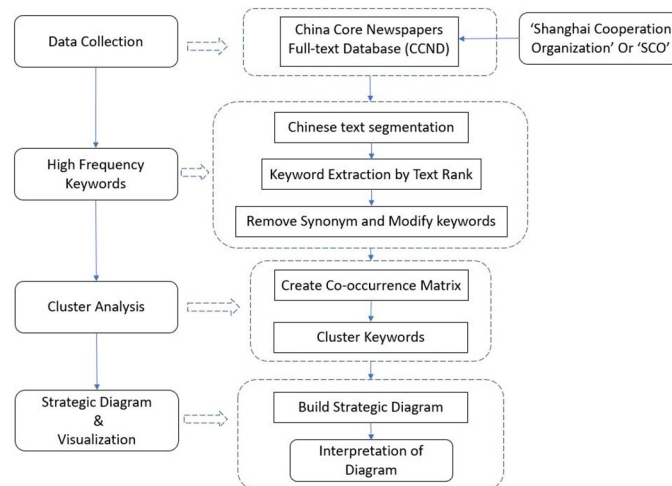 Data Collection
China Core Newspapers
Full-text Database (CCND)
‘Shanghai Cooperation
Organization’ Or ‘SCO’
High Frequency
Keywords
Chinese text segmentation
Keyword Extraction by Text Rank
Remove Synonym and Modify keywords
Cluster Analysis
Create Co-occurrence Matrix
Cluster Keywords
Strategic Diagram
&
Visualization
Build Strategic Diagram
Interpretation of
Diagram